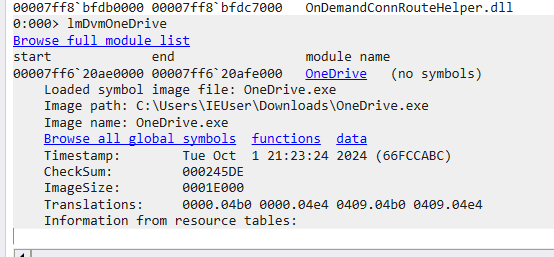 00007ff8`bfdb0000 00007ff8`bfdc7000   OnDemandConnRouteHelper.dll
0:000> lmDvmOneDrive
Browse full module list
start             end                 module name
00007ff6`20ae0000 00007ff6`20afe000   OneDrive   (no symbols)
Loaded symbol image file: OneDrive.exe
Image path: C:\Users\IEUser\Downloads\OneDrive.exe
Image name: OneDrive.exe
Browse all global symbols  functions  data
Timestamp:        Tue Oct  1 21:23:24 2024 (66FCCABC)
CheckSum:         000245DE
ImageSize:        0001E000
Translations:     0000.04b0 0000.04e4 0409.04b0 0409.04e4
Information from resource tables: